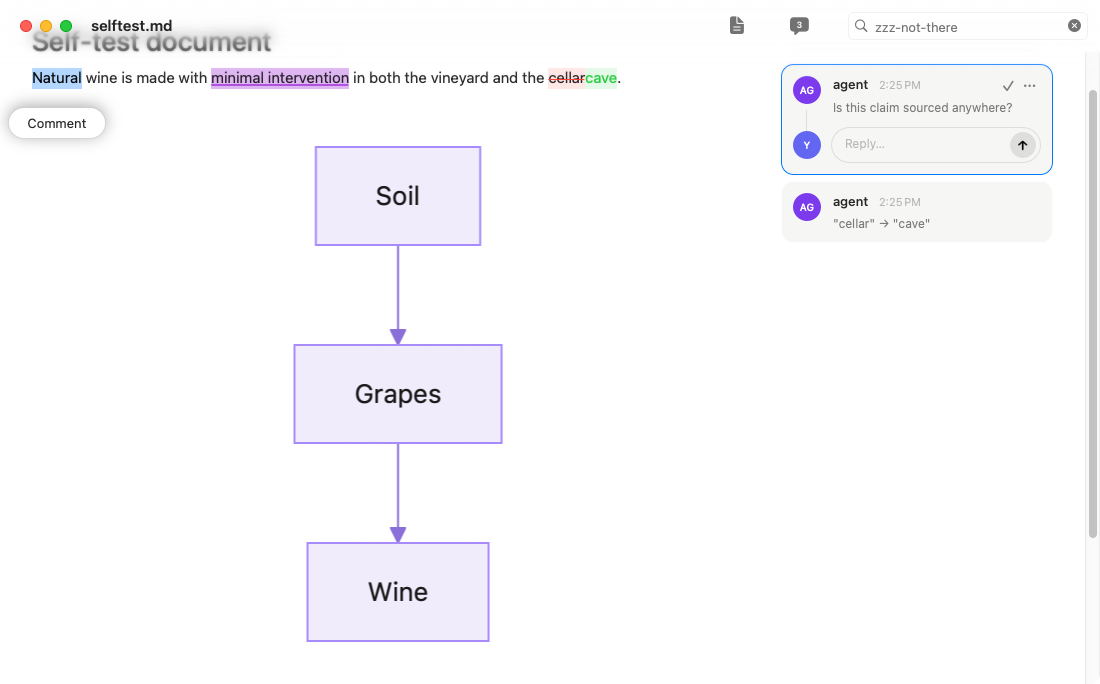 selftest.md
3
zzz-not-there
Self-test document
Natural wine is made with minimal intervention in both the vineyard and the cellarcave.
Comment
Soil
Grapes
Wine
AG
agent 2:25 PM
Is this claim sourced anywhere?
Y
Reply...
AG
agent 2:25 PM
"cellar" → "cave"